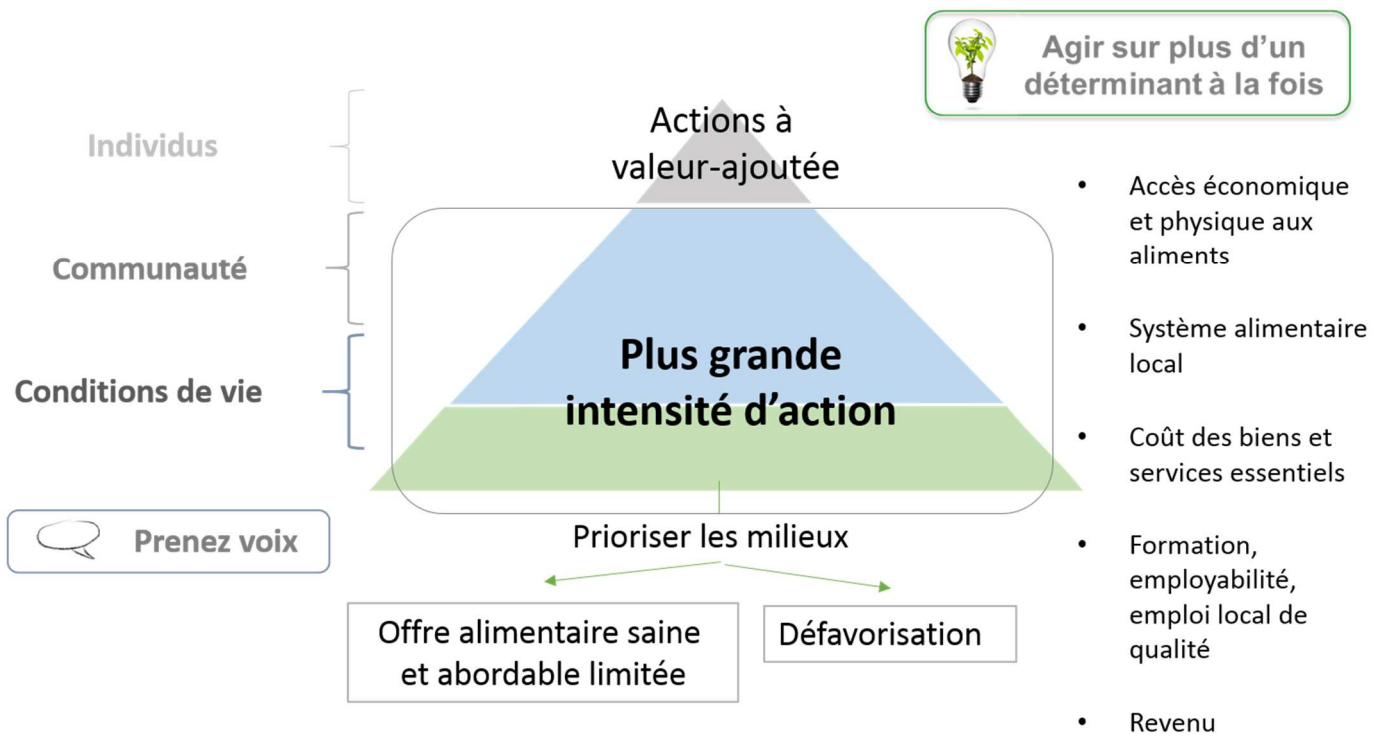 Agir sur plus d’un
déterminant à la fois
Individus
Communauté
Conditions de vie
Prenez voix
Actions à
valeur-ajoutée
Plus grande
intensité d’action
Prioriser les milieux
Offre alimentaire saine
et abordable limitée
Défavorisation
• Accès économique
et physique aux
aliments
• Système alimentaire
local
• Coût des biens et
services essentiels
• Formation,
employabilité,
emploi local de
qualité
• Revenu